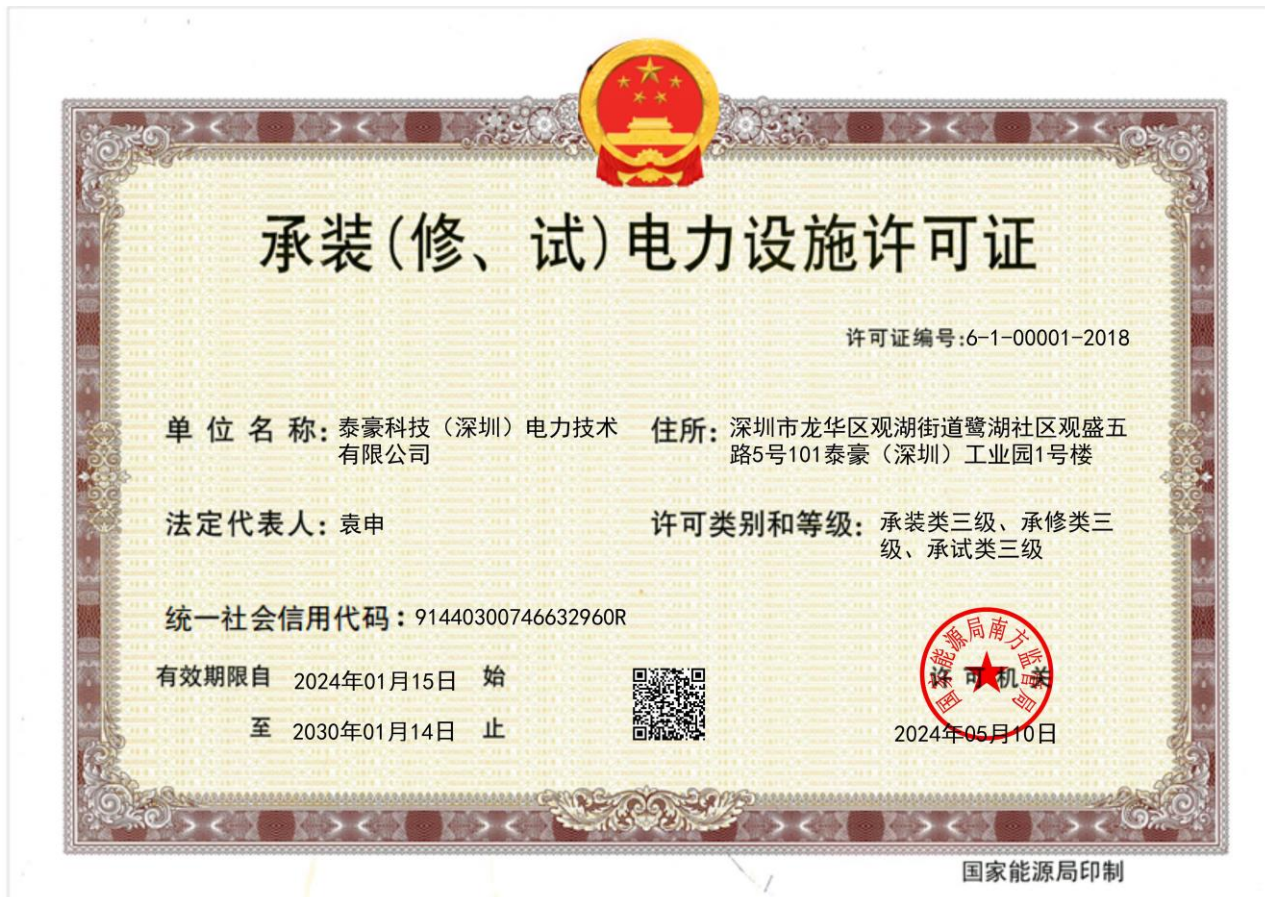 承装(修、试)电力设施许可证
许可证编号:6-1-00001-2018
单位名称:泰豪科技（深圳）电力技术
有限公司
住所:深圳市龙华区观湖街道鹭湖社区观盛五
路5号101泰豪（深圳）工业园1号楼
法定代表人:袁申
许可类别和等级:承装类三级、承修类三
级、承试类三级
统一社会信用代码:91440300746632960R
有效期限自 2024年01月15日 始
至 2030年01月14日 止
国家能源局南方监管局
许可机关
2024年05月10日
国家能源局印制